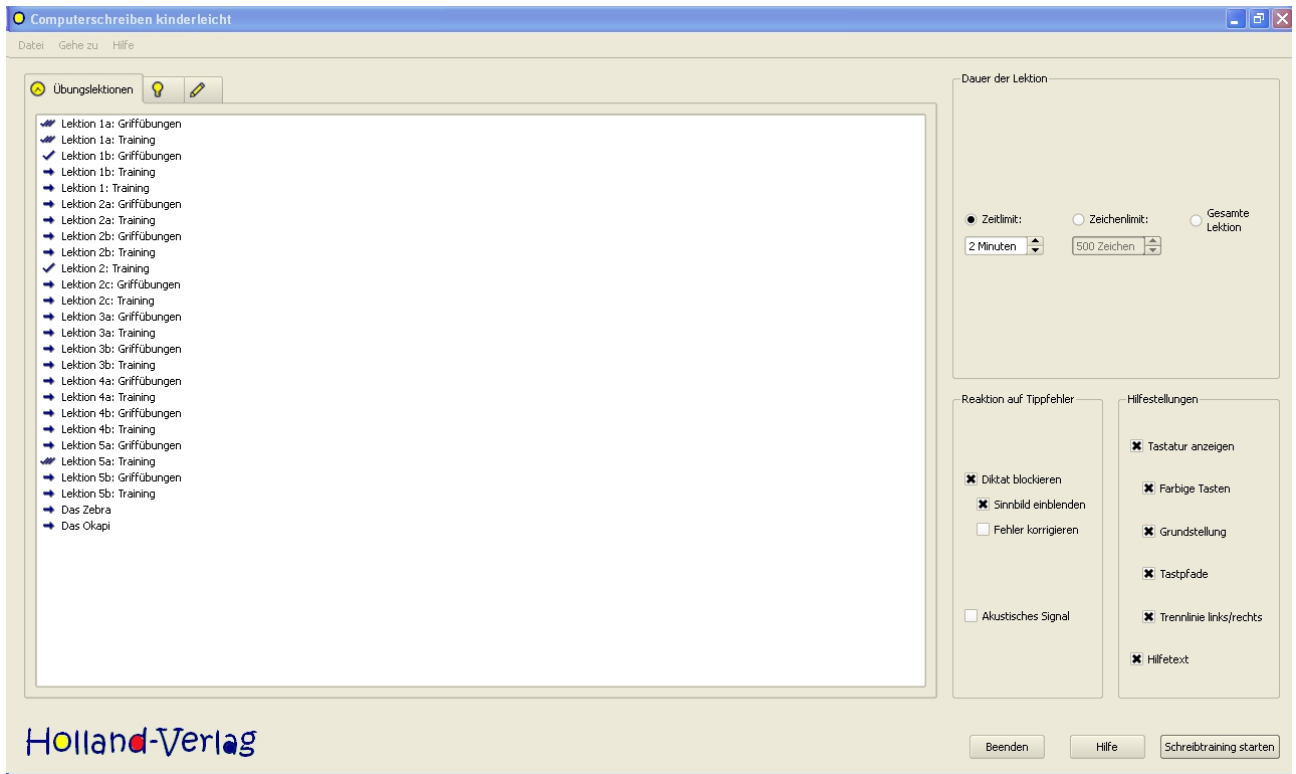 Computerschreiben kinderleicht
Datei Gehe zu Hilfe
Übungslektionen
Lektion 1a: Griffübungen
Lektion 1a: Training
Lektion 1b: Griffübungen
Lektion 1b: Training
Lektion 1: Training
Lektion 2a: Griffübungen
Lektion 2a: Training
Lektion 2b: Griffübungen
Lektion 2b: Training
Lektion 2: Training
Lektion 2c: Griffübungen
Lektion 2c: Training
Lektion 3a: Griffübungen
Lektion 3a: Training
Lektion 3b: Griffübungen
Lektion 3b: Training
Lektion 4a: Griffübungen
Lektion 4a: Training
Lektion 4b: Griffübungen
Lektion 4b: Training
Lektion 5a: Griffübungen
Lektion 5a: Training
Lektion 5b: Griffübungen
Lektion 5b: Training
Das Zebra
Das Okapi
Dauer der Lektion
Zeitlimit: Zeichenlimit: Gesamte
Lektion
2 Minuten 500 Zeichen
Reaktion auf Tippfehler
Diktat blockieren
Sinnbild einblenden
Fehler korrigieren
Akustisches Signal
Hilfestellungen
Tastatur anzeigen
Farbige Tasten
Grundstellung
Tastpfade
Trennlinie links/rechts
Hilfetext
Holland-Verlag
Beenden Hilfe Schreibtraining starten